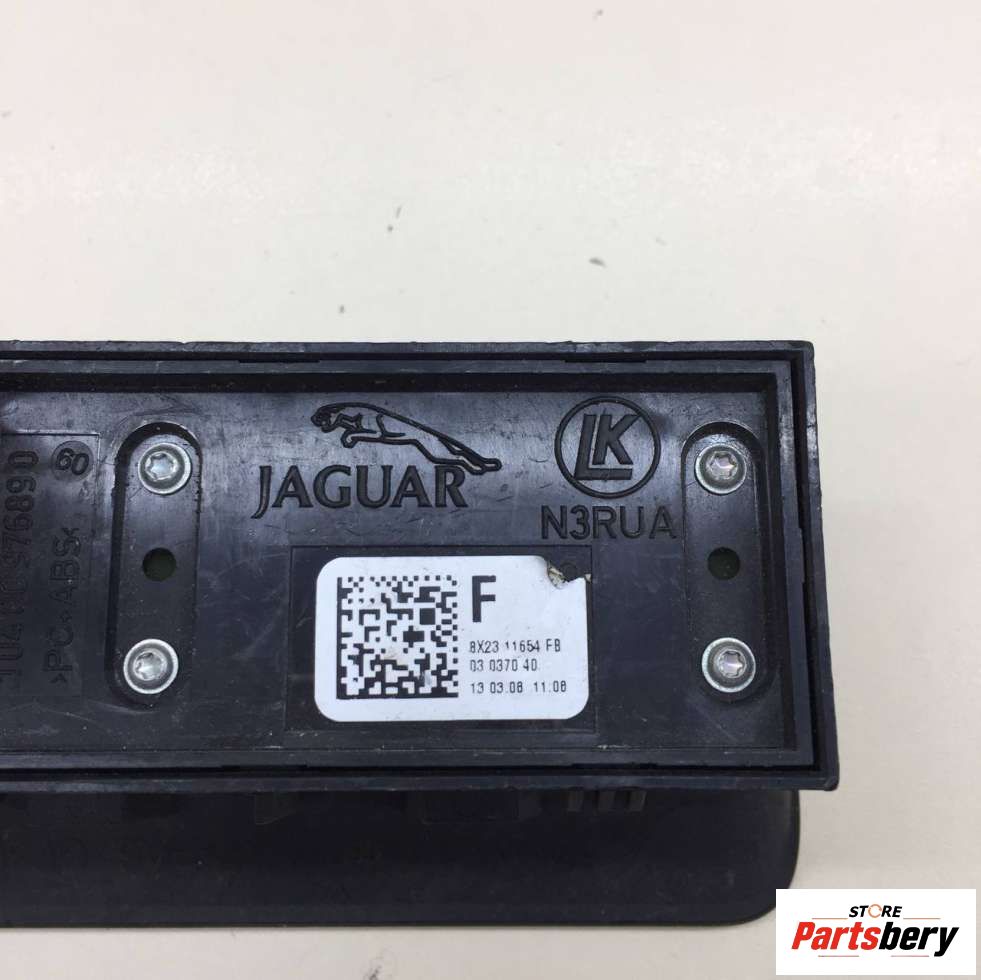 JAGUAR
LK
N3RUA
F
8X23 11654 FB
03 0370 40
13 03.08 11.08
>PC+ABS<
60
STORE
Partsbery